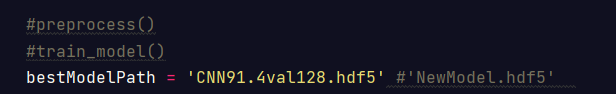 #preprocess()
#train_model()
bestModelPath = 'CNN91.4val128.hdf5' #'NewModel.hdf5'